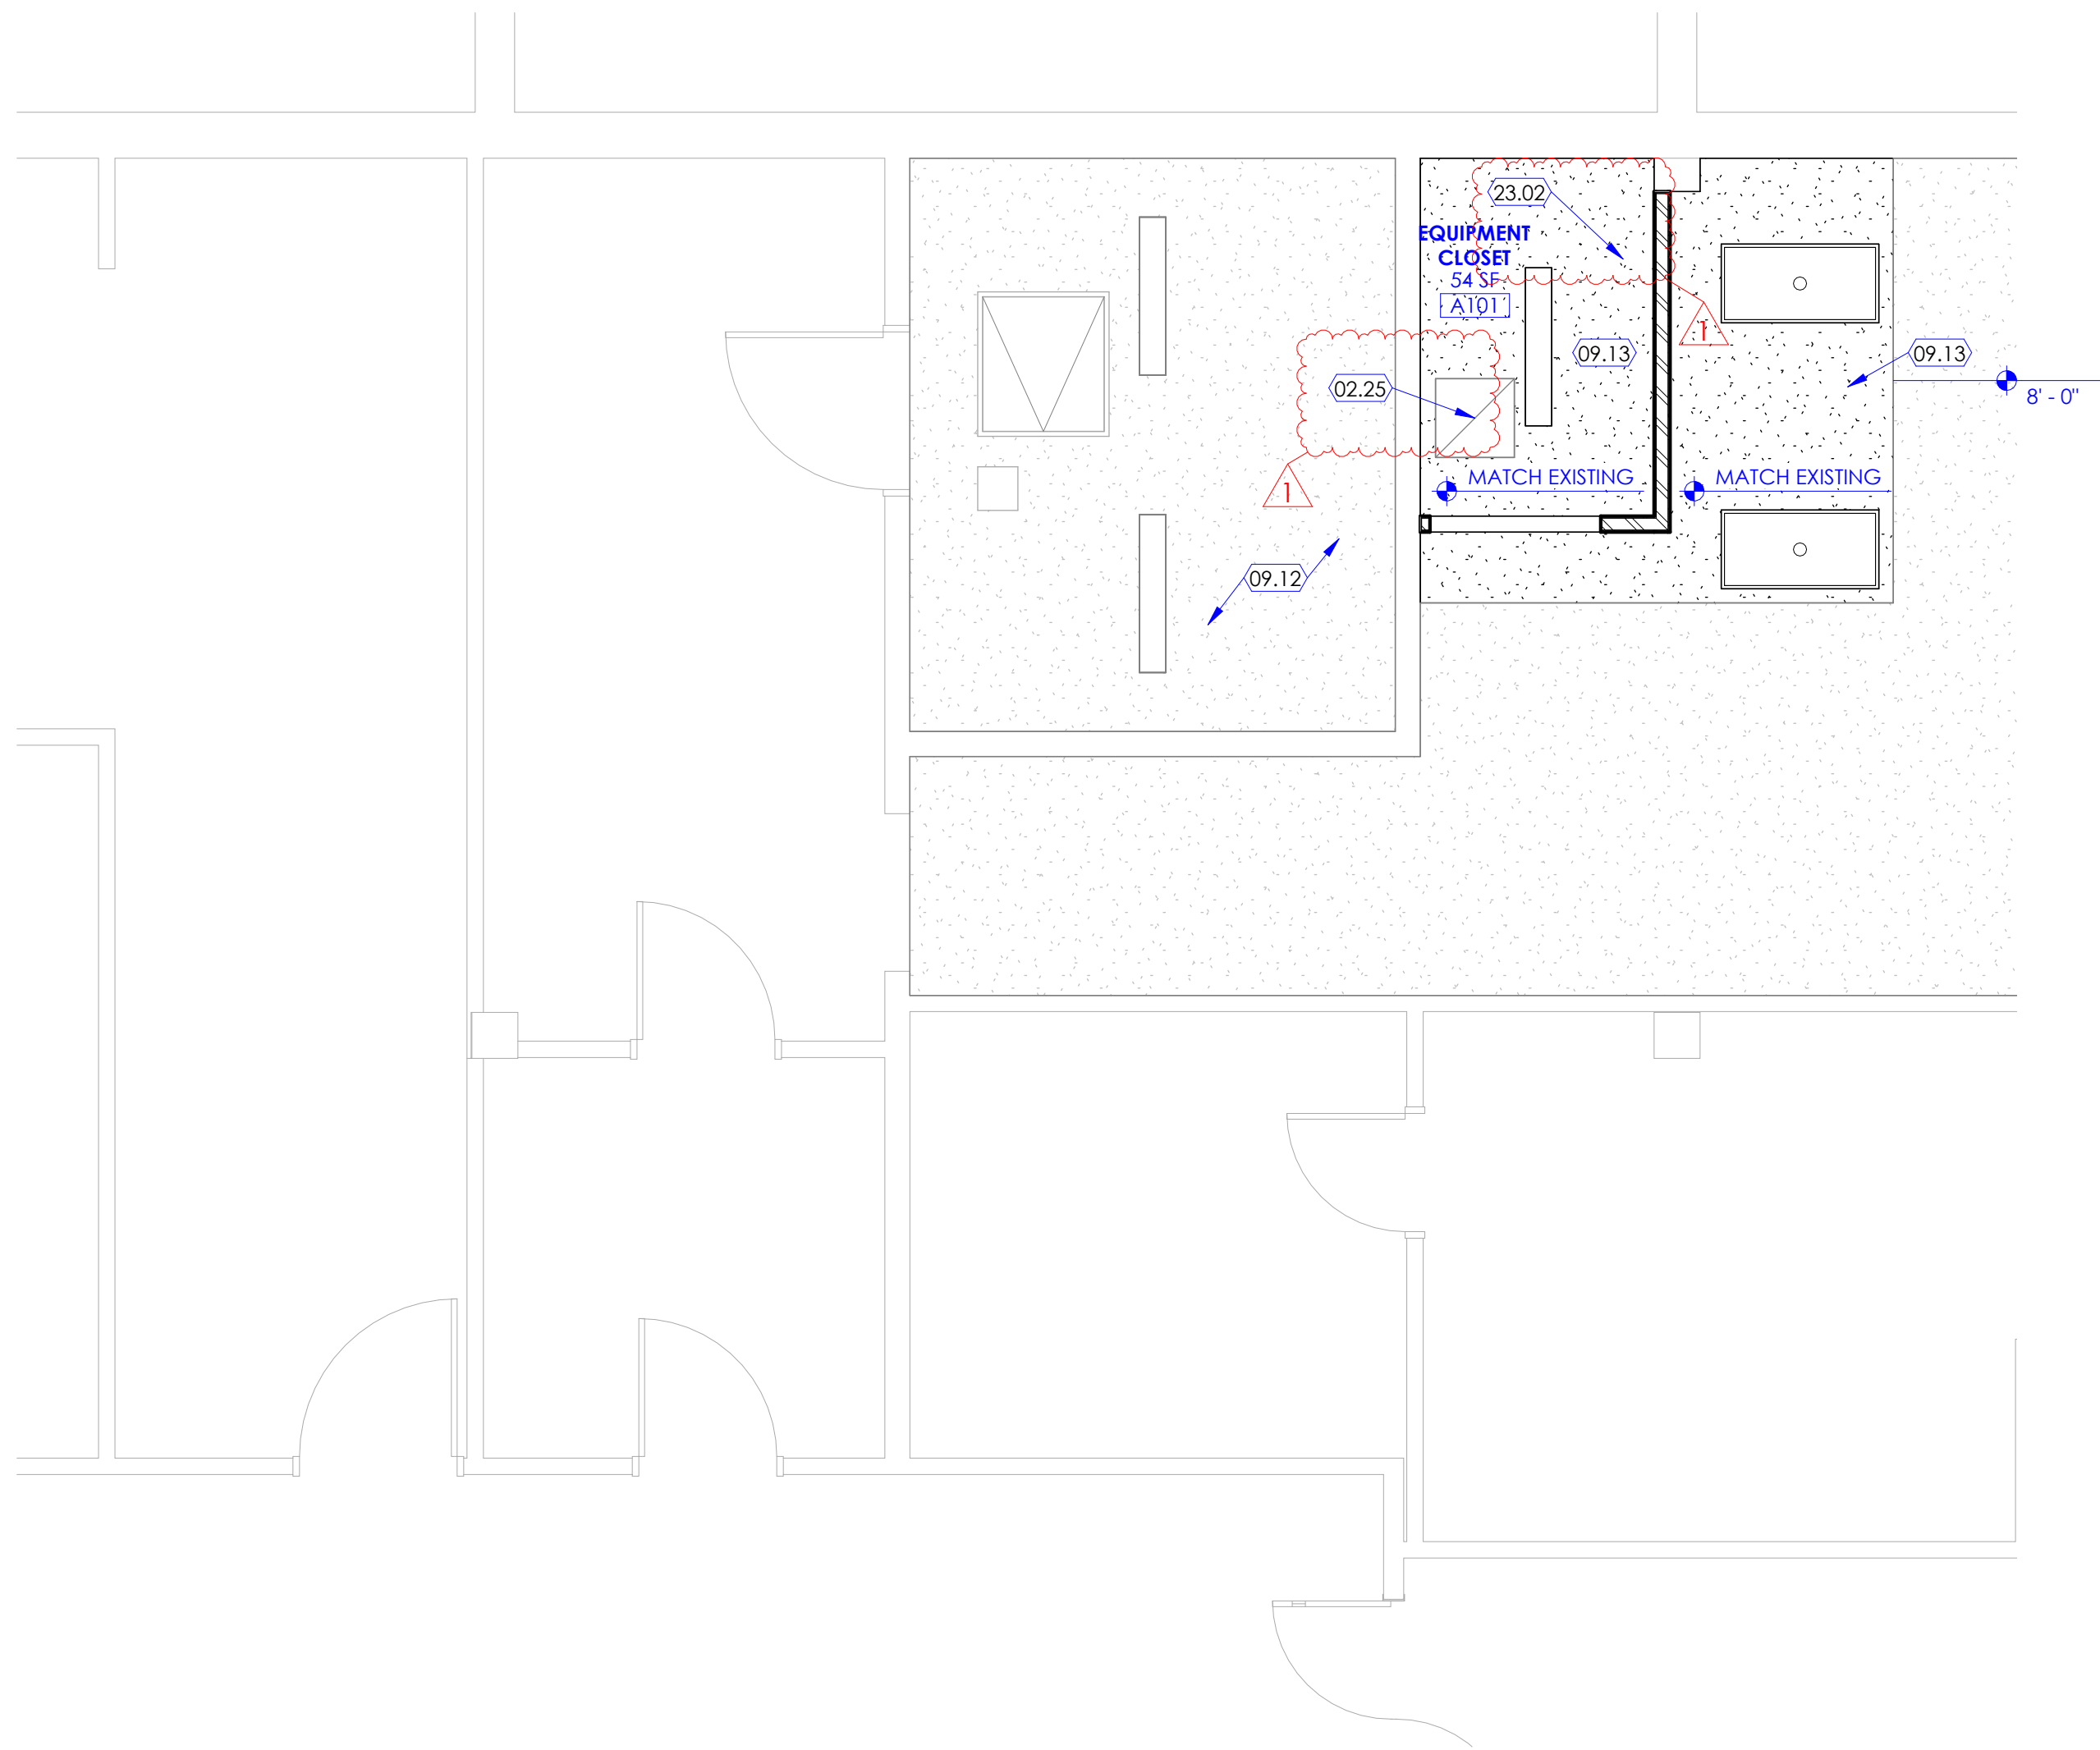 23.02
EQUIPMENT
CLOSET
54 SF
A101
1
09.13
09.13
8' - 0"
02.25
MATCH EXISTING
MATCH EXISTING
1
09.12